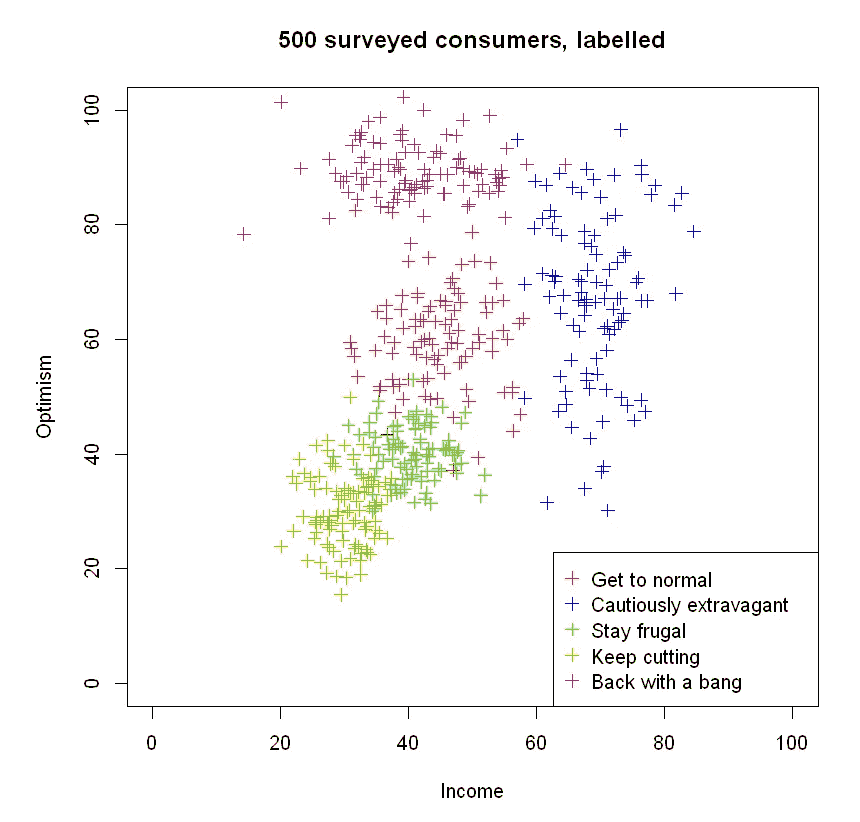 500 surveyed consumers, labelled
100
80
60
40
20
0
Optimism
Get to normal
Cautiously extravagant
Stay frugal
Keep cutting
Back with a bang
0 20 40 60 80 100
Income